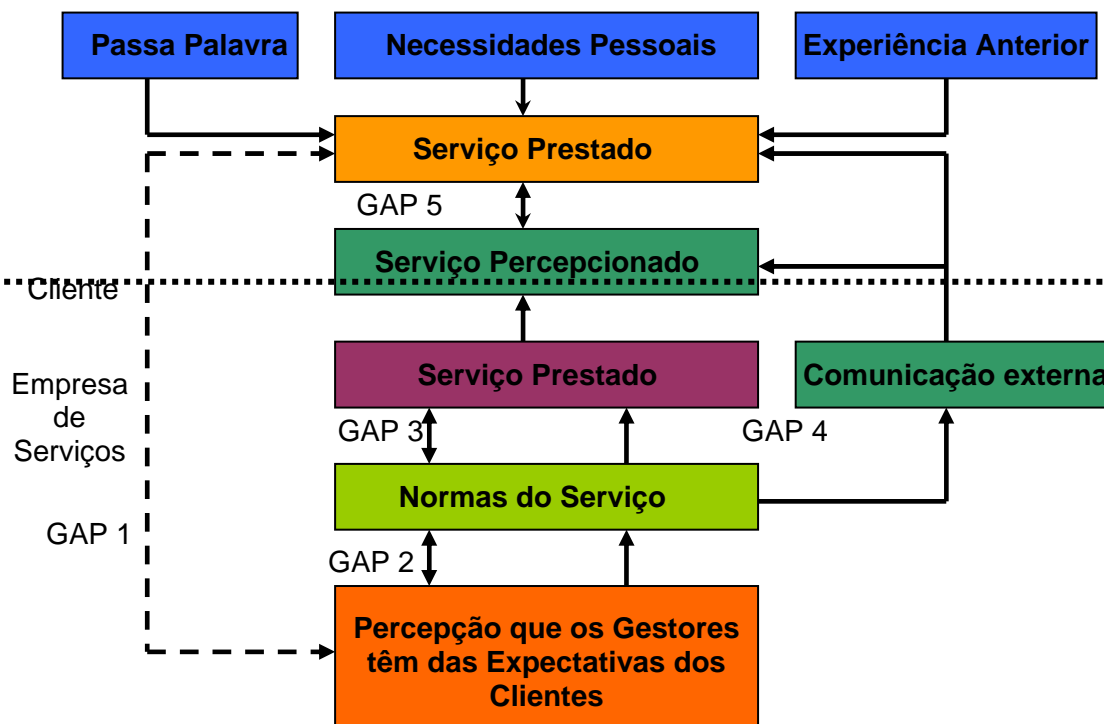 Passa Palavra
Necessidades Pessoais
Experiência Anterior
Serviço Prestado
GAP 5
Serviço Percepcionado
Cliente
Serviço Prestado
Comunicação externa
Empresa
de
Serviços
GAP 3
GAP 4
Normas do Serviço
GAP 1
GAP 2
Percepção que os Gestores
têm das Expectativas dos
Clientes